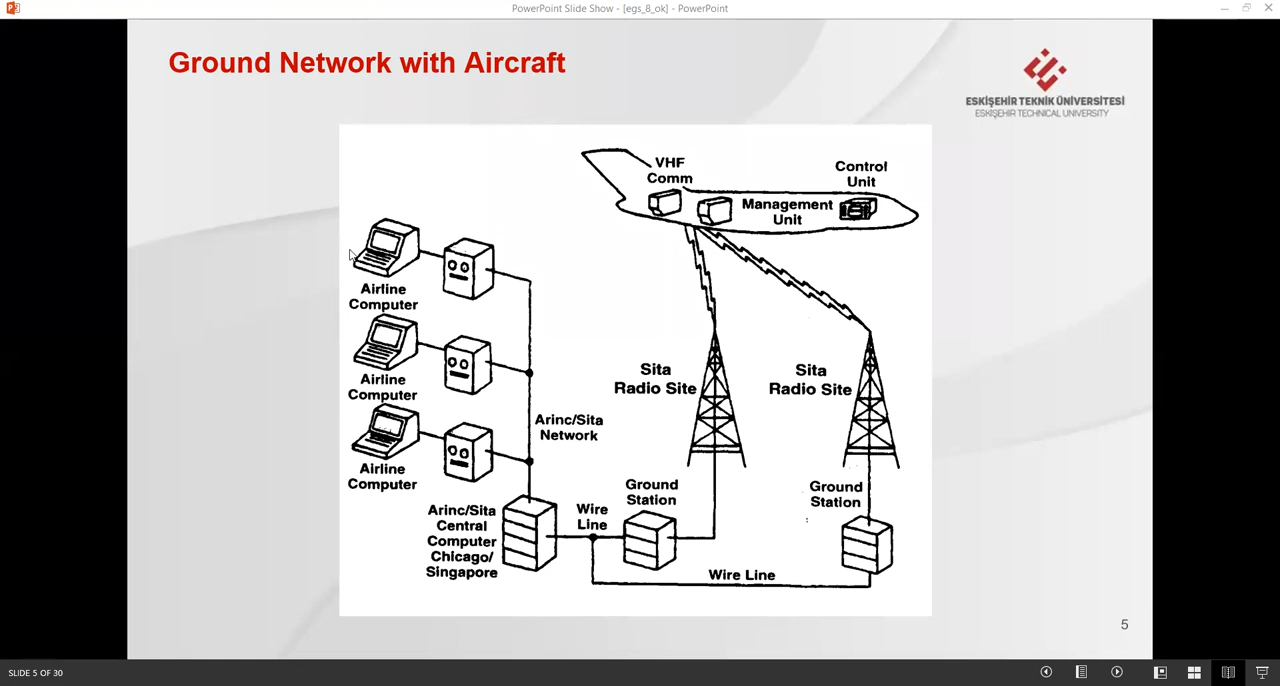 PowerPoint Slide Show - [egs_8_ok] - PowerPoint
Ground Network with Aircraft
ESKİŞEHİR TEKNİK ÜNİVERSİTESİ
ESKİŞEHİR TECHNICAL UNIVERSITY
VHF
Comm
Control
Unit
Management
Unit
Airline
Computer
Airline
Computer
Airline
Computer
Arinc/Sita
Network
Sita
Radio Site
Sita
Radio Site
Arinc/Sita
Central
Computer
Chicago/
Singapore
Wire
Line
Ground
Station
Ground
Station
Wire Line
5
SLIDE 5 OF 30